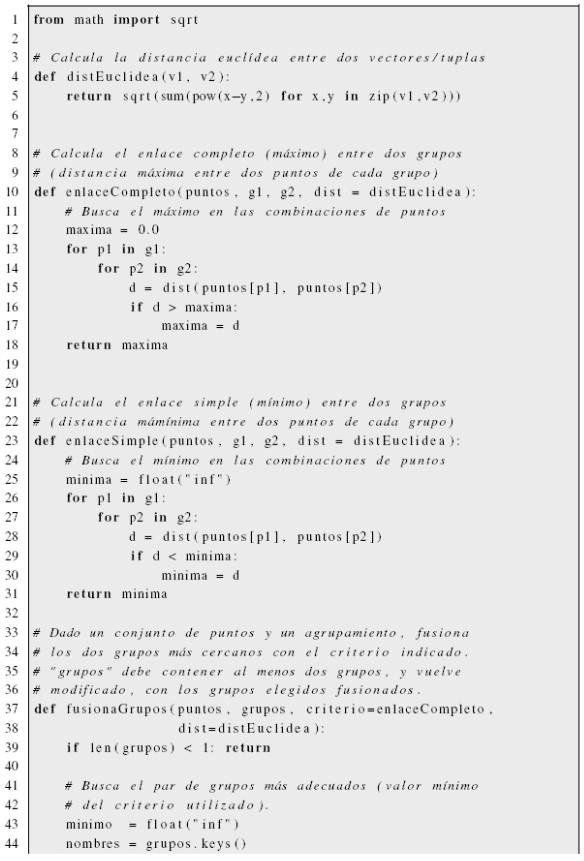 1 from math import sqrt
2
3 # Calcula la distancia euclídea entre dos vectores/tuplas
4 def distEuclidea(v1, v2):
5     return sqrt(sum(pow(x−y,2) for x,y in zip(v1,v2)))
6
7
8 # Calcula el enlace completo (máximo) entre dos grupos
9 # (distancia máxima entre dos puntos de cada grupo)
10 def enlaceCompleto(puntos, g1, g2, dist = distEuclidea):
11     # Busca el máximo en las combinaciones de puntos
12     maxima = 0.0
13     for p1 in g1:
14         for p2 in g2:
15             d = dist(puntos[p1], puntos[p2])
16             if d > maxima:
17                 maxima = d
18     return maxima
19
20
21 # Calcula el enlace simple (mínimo) entre dos grupos
22 # (distancia mámínima entre dos puntos de cada grupo)
23 def enlaceSimple(puntos, g1, g2, dist = distEuclidea):
24     # Busca el mínimo en las combinaciones de puntos
25     minima = float("inf")
26     for p1 in g1:
27         for p2 in g2:
28             d = dist(puntos[p1], puntos[p2])
29             if d < minima:
30                 minima = d
31     return minima
32
33 # Dado un conjunto de puntos y un agrupamiento, fusiona
34 # los dos grupos más cercanos con el criterio indicado.
35 # "grupos" debe contener al menos dos grupos, y vuelve
36 # modificado, con los grupos elegidos fusionados.
37 def fusionaGrupos(puntos, grupos, criterio=enlaceCompleto,
38                   dist=distEuclidea):
39     if len(grupos) < 1: return
40
41     # Busca el par de grupos más adecuados (valor mínimo
42     # del criterio utilizado).
43     minimo  = float("inf")
44     nombres = grupos.keys()